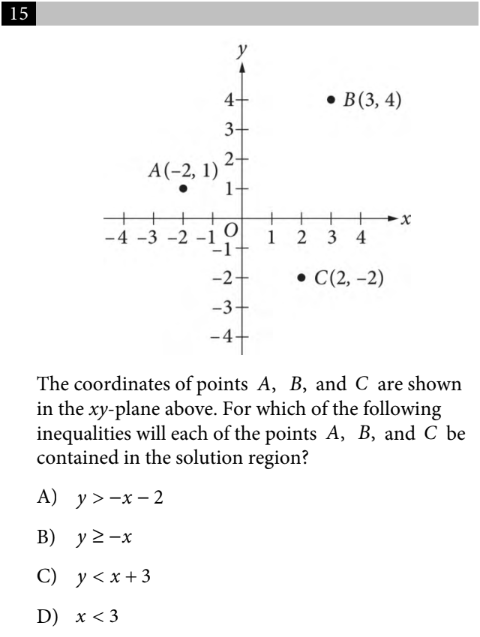 15
y
4
B(3, 4)
3
A(–2, 1)
2
1
–4 –3 –2 –1 O 1 2 3 4 x
–1
–2
C(2, –2)
–3
–4
The coordinates of points A, B, and C are shown
in the xy-plane above. For which of the following
inequalities will each of the points A, B, and C be
contained in the solution region?
A) y > −x − 2
B) y ≥ −x
C) y < x + 3
D) x < 3